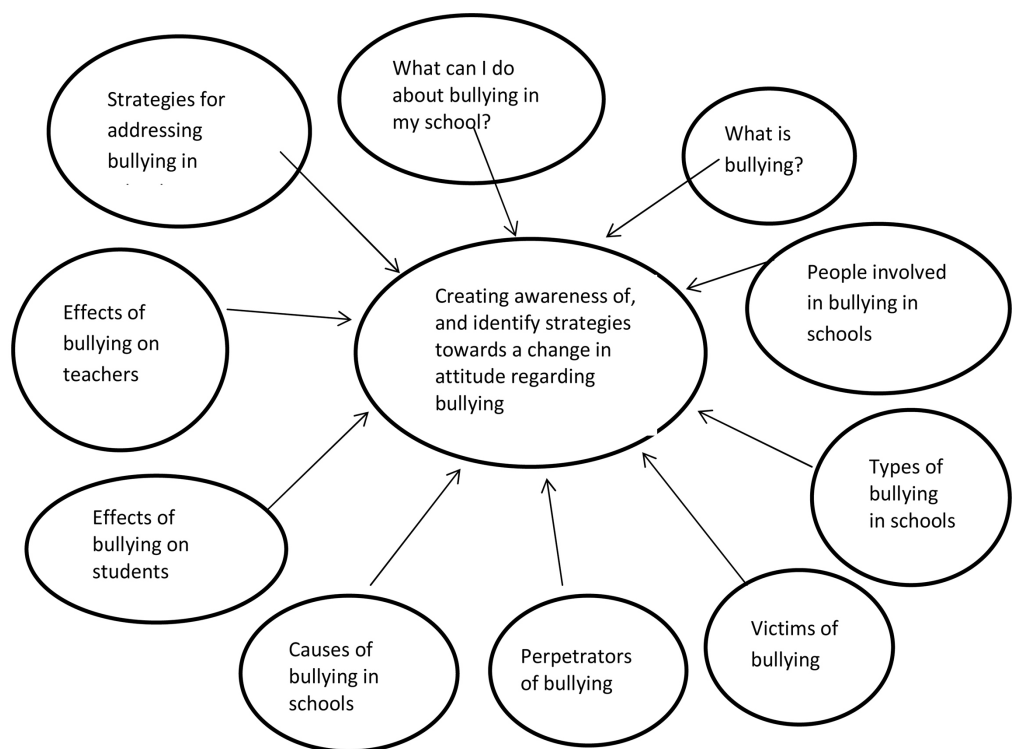 Strategies for
addressing
bullying in
What can I do
about bullying in
my school?
What is
bullying?
Effects of
bullying on
teachers
Creating awareness of,
and identify strategies
towards a change in
attitude regarding
bullying
People involved
in bullying in
schools
Types of
bullying
in schools
Effects of
bullying on
students
Causes of
bullying in
schools
Perpetrators
of bullying
Victims of
bullying